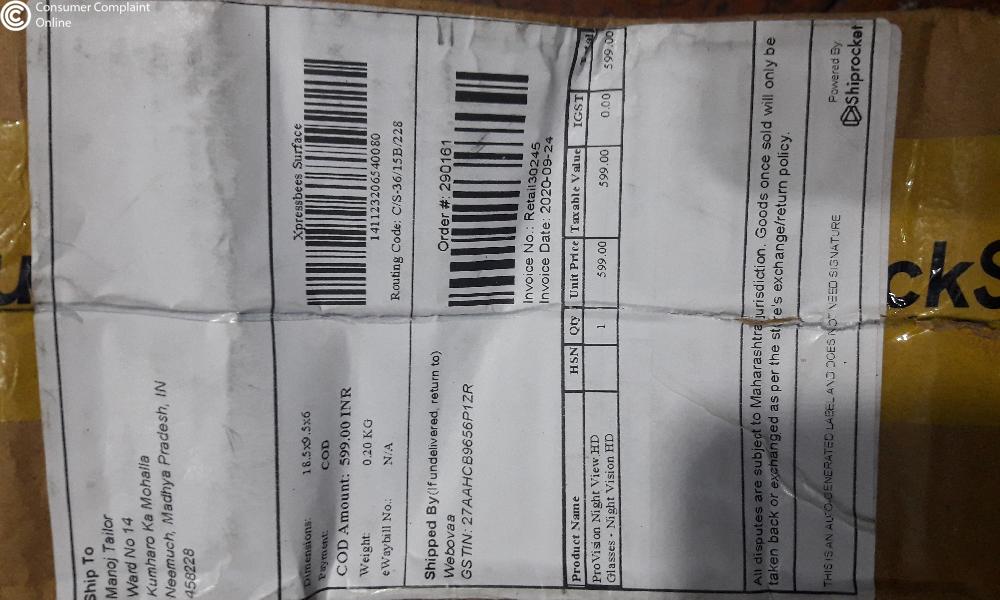 Consumer Complaint
Online
Ship To
Manoj Tailor
Ward No 14
Kumharo Ka Mohalla
Neemuch, Madhya Pradesh, IN
458228
Dimensions: 18.5x9.5x6
Payment: COD
COD Amount: 599.00 INR
Weight: 0.20 KG
eWaybill No.: N/A
Xpressbees Surface
14112320654 0080
Routing Code: C/S-36/15B/228
Shipped By (If undelivered, return to)
Webovaa
GSTIN: 27AAHCB9656P1ZR
Order #: 290161
Invoice No.: Retail30245
Invoice Date: 2020-09-24
Product Name HSN Qty Unit Price Taxable Value IGST Total
ProVision Night View HD 1 599.00 599.00 0.00 599.00
Glasses - Night Vision HD
All disputes are subject to Maharashtra jurisdiction. Goods once sold will only be
taken back or exchanged as per the store's exchange/return policy.
THIS IS AN AUTO-GENERATED LABEL AND DOES NOT NEED SIGNATURE
Powered By
Shiprocket
ckS